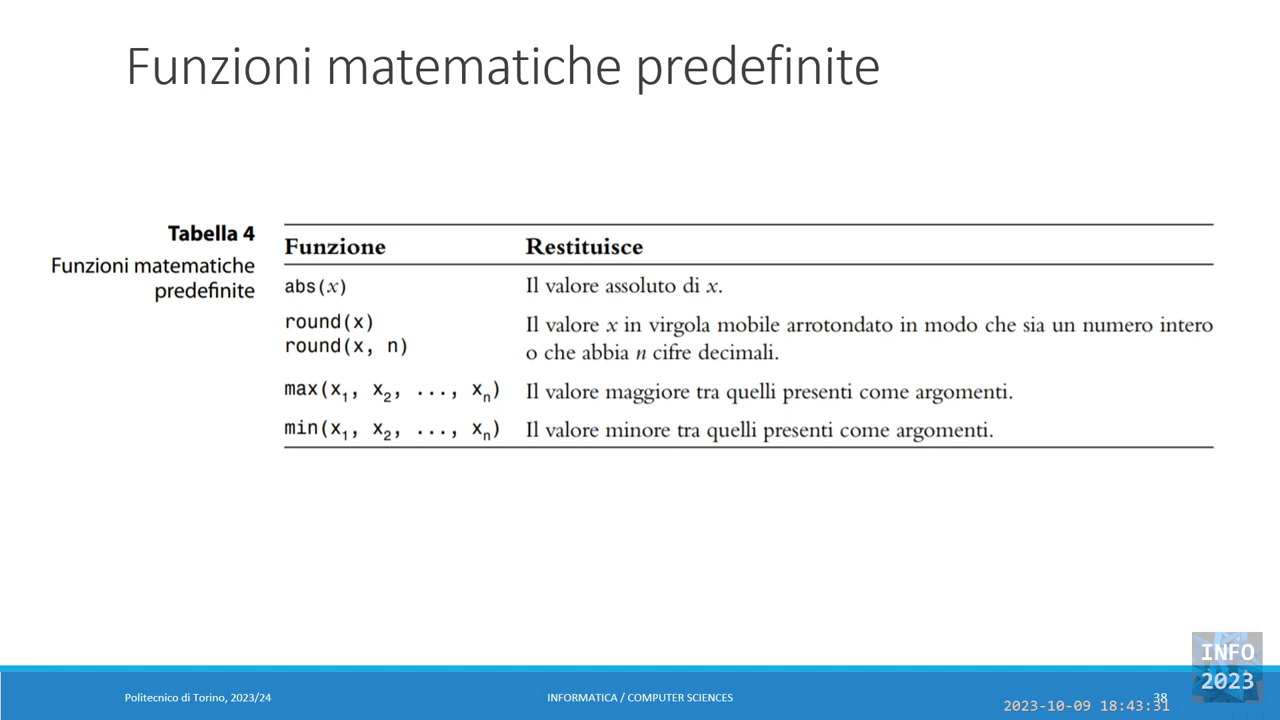 Funzioni matematiche predefinite
Tabella 4
Funzioni matematiche
predefinite
Funzione Restituisce
abs(x) Il valore assoluto di x.
round(x) Il valore x in virgola mobile arrotondato in modo che sia un numero intero
round(x, n) o che abbia n cifre decimali.
max(x₁, x₂, ..., xₙ) Il valore maggiore tra quelli presenti come argomenti.
min(x₁, x₂, ..., xₙ) Il valore minore tra quelli presenti come argomenti.
INFO
2023
Politecnico di Torino, 2023/24 INFORMATICA / COMPUTER SCIENCES 38
2023-10-09 18:43:31